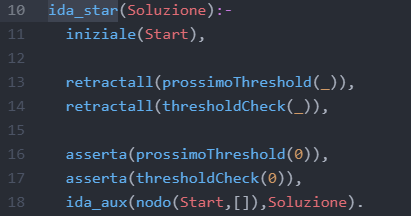 10 ida_star(Soluzione):-
11 iniziale(Start),
12
13 retractall(prossimoThreshold(_)),
14 retractall(thresholdCheck(_)),
15
16 asserta(prossimoThreshold(0)),
17 asserta(thresholdCheck(0)),
18 ida_aux(nodo(Start,[]),Soluzione).